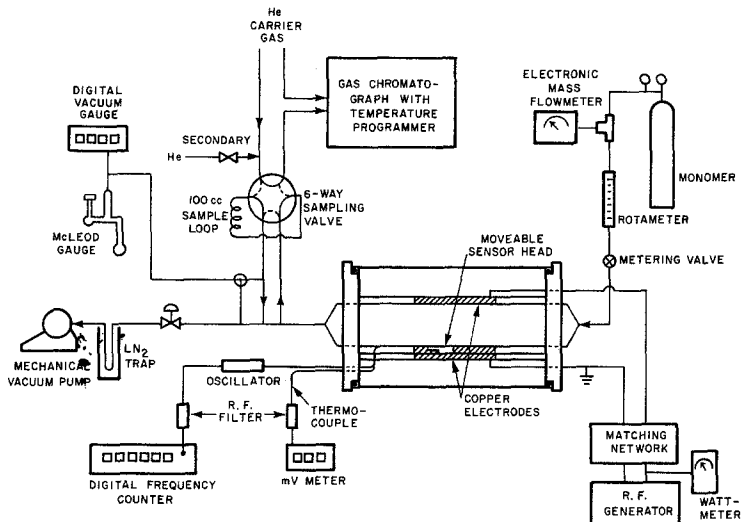 He
CARRIER
GAS
GAS CHROMATO-
GRAPH WITH
TEMPERATURE
PROGRAMMER
ELECTRONIC
MASS
FLOWMETER
DIGITAL
VACUUM
GAUGE
SECONDARY
He
MONOMER
100 cc
SAMPLE
LOOP
6-WAY
SAMPLING
VALVE
ROTAMETER
McLEOD
GAUGE
MOVEABLE
SENSOR HEAD
METERING VALVE
MECHANICAL
VACUUM PUMP
LN2
TRAP
OSCILLATOR
R. F.
FILTER
THERMO-
COUPLE
COPPER
ELECTRODES
MATCHING
NETWORK
DIGITAL FREQUENCY
COUNTER
mV METER
R. F.
GENERATOR
WATT-
METER